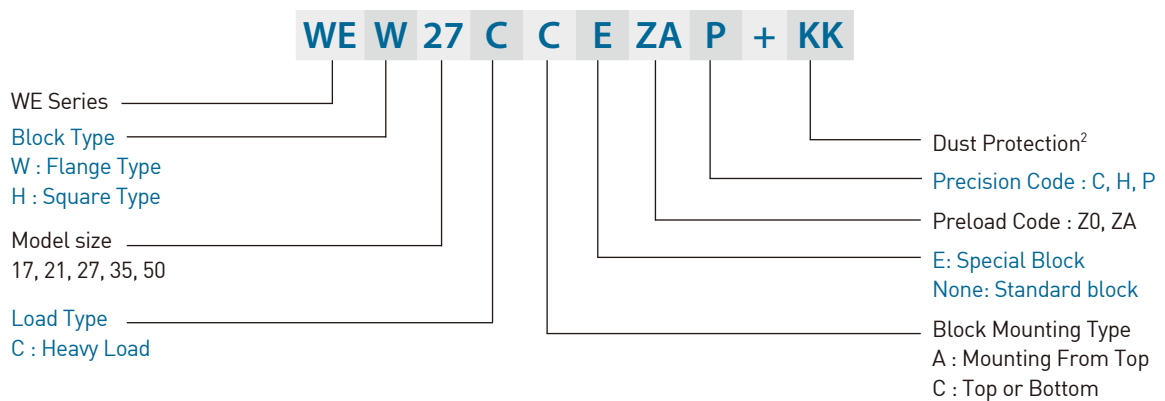 WE W 27 C C E ZA P + KK
WE Series
Block Type
W : Flange Type
H : Square Type
Model size
17, 21, 27, 35, 50
Load Type
C : Heavy Load
Dust Protection²
Precision Code : C, H, P
Preload Code : Z0, ZA
E: Special Block
None: Standard block
Block Mounting Type
A : Mounting From Top
C : Top or Bottom